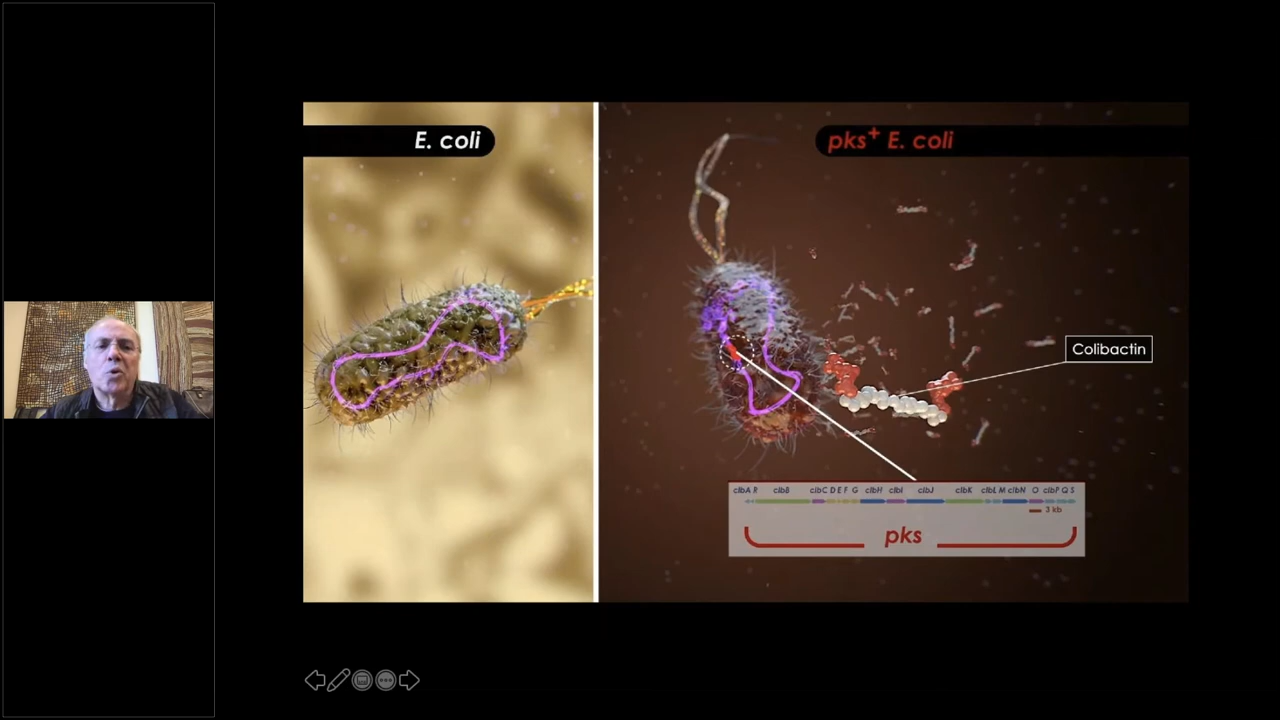 E. coli
pks+ E. coli
Colibactin
clbA R clbB clbC D E F G clbH clbI clbJ clbK clbL M clbN O clbP Q S
3 kb
pks